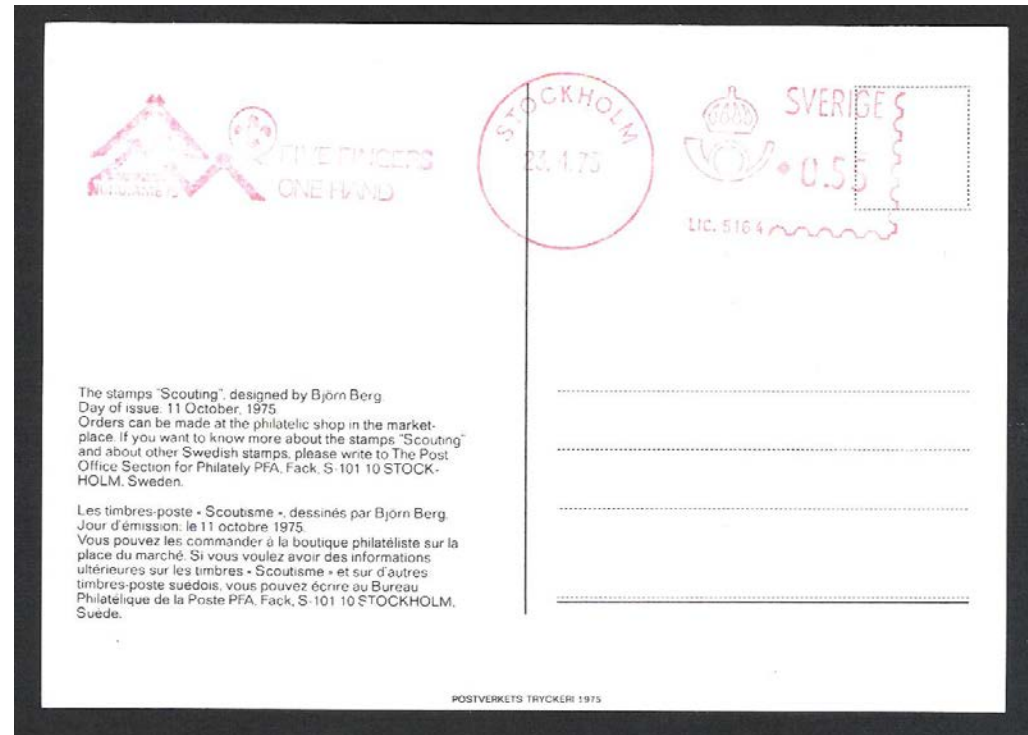 FIVE FINGERS
ONE HAND
STOCKHOLM
SVERIGE
0.55
LIC. 5164
The stamps "Scouting", designed by Björn Berg.
Day of issue: 11 October, 1975.
Orders can be made at the philatelic shop in the market-
place. If you want to know more about the stamps "Scouting"
and about other Swedish stamps, please write to The Post
Office Section for Philately PFA, Fack, S-101 10 STOCK-
HOLM, Sweden.
Les timbres-poste «Scoutisme», dessinés par Björn Berg.
Jour d'émission: le 11 octobre 1975.
Vous pouvez les commander à la boutique philatéliste sur la
place du marché. Si vous voulez avoir des informations
ultérieures sur les timbres «Scoutisme» et sur d'autres
timbres-poste suédois, vous pouvez écrire au Bureau
Philatélique de la Poste PFA, Fack, S-101 10 STOCKHOLM,
Suède.
POSTVERKETS TRYCKERI 1975